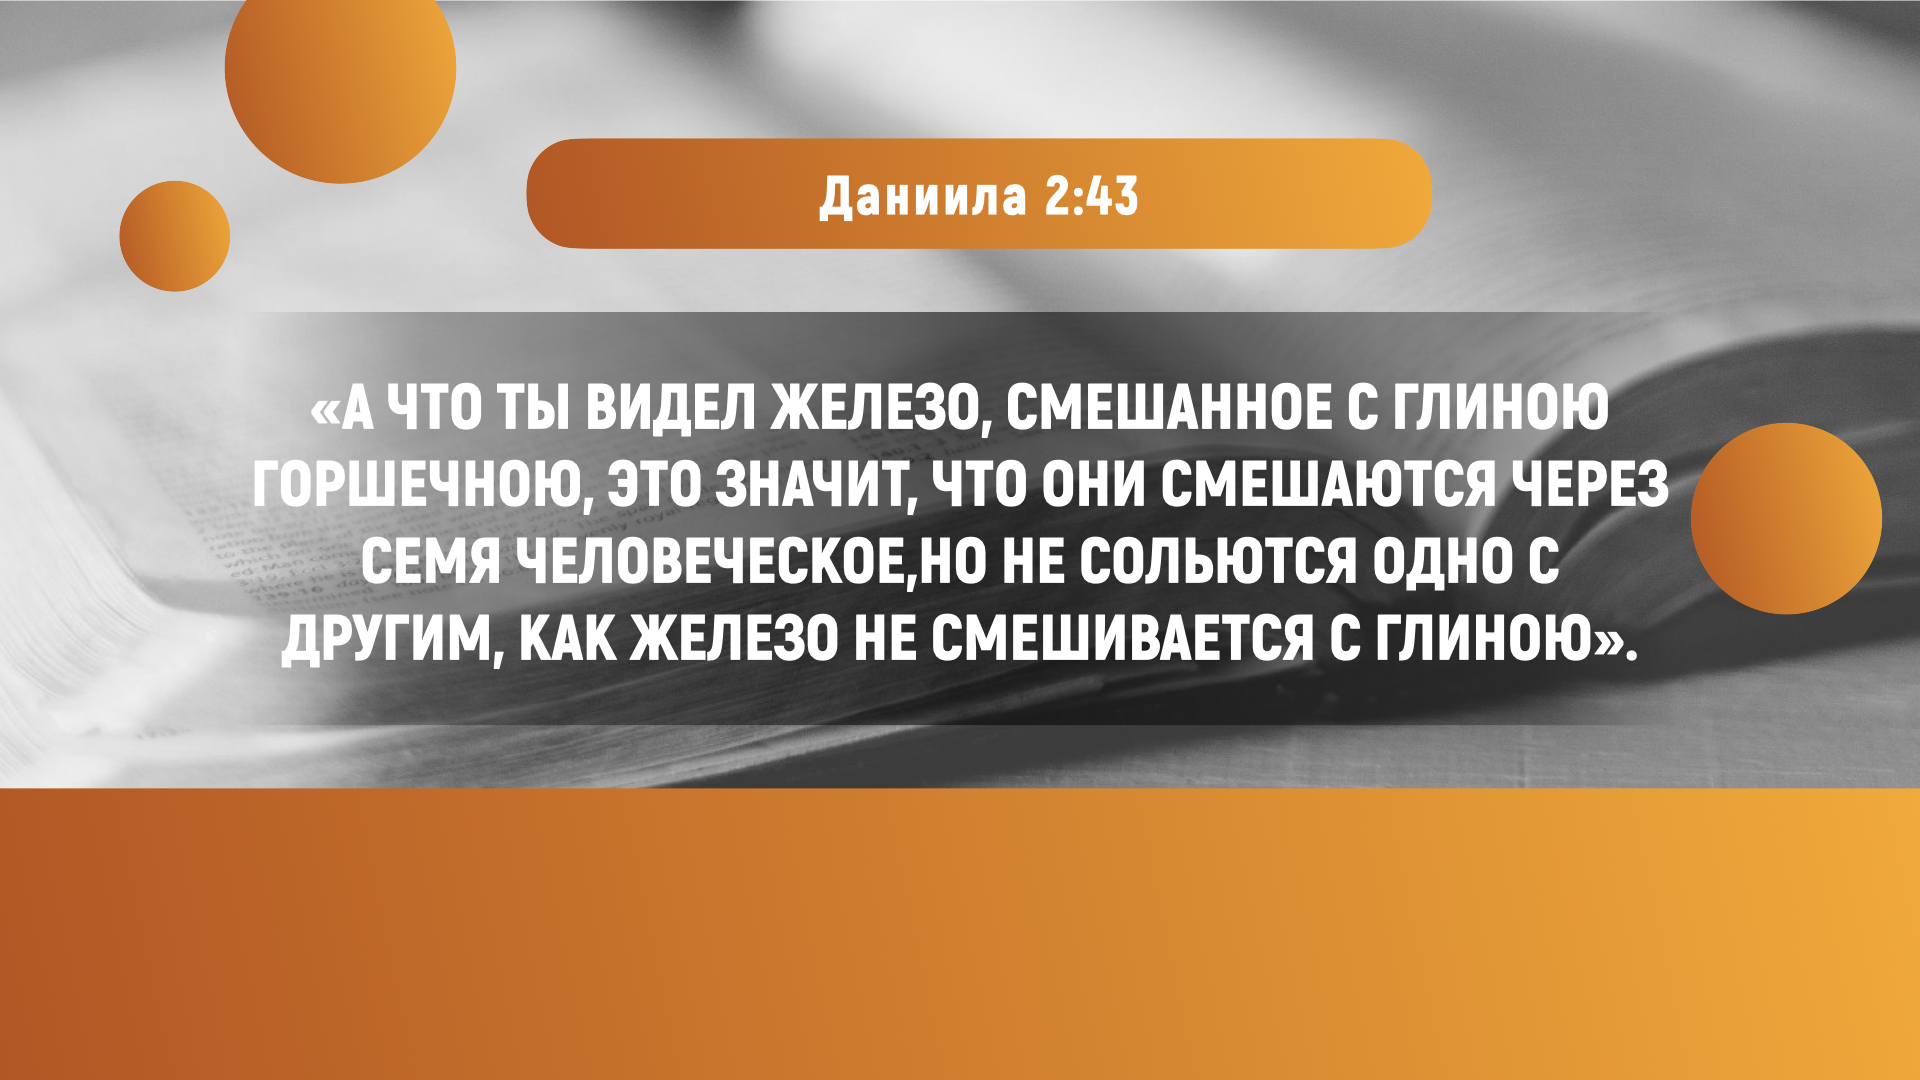 Даниила 2:43
«А ЧТО ТЫ ВИДЕЛ ЖЕЛЕЗО, СМЕШАННОЕ С ГЛИНОЮ
ГОРШЕЧНОЮ, ЭТО ЗНАЧИТ, ЧТО ОНИ СМЕШАЮТСЯ ЧЕРЕЗ
СЕМЯ ЧЕЛОВЕЧЕСКОЕ,НО НЕ СОЛЬЮТСЯ ОДНО С
ДРУГИМ, КАК ЖЕЛЕЗО НЕ СМЕШИВАЕТСЯ С ГЛИНОЮ».